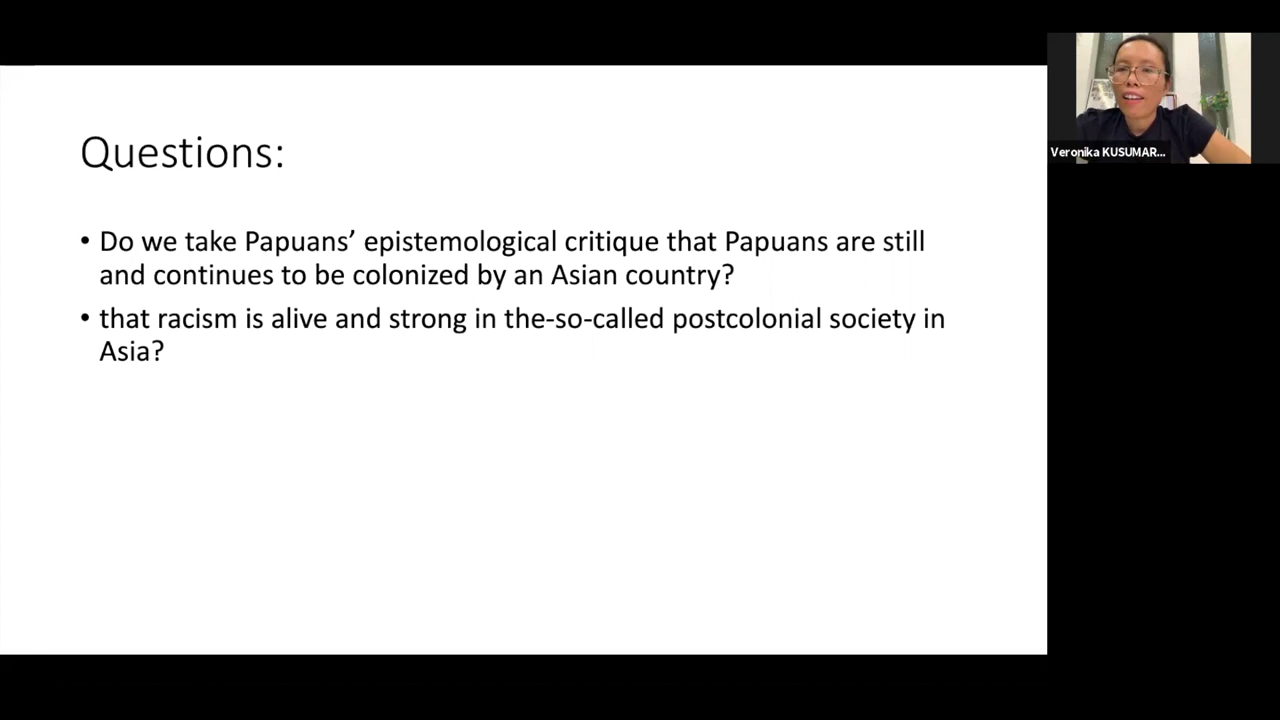 Questions:
• Do we take Papuans’ epistemological critique that Papuans are still
and continues to be colonized by an Asian country?
• that racism is alive and strong in the-so-called postcolonial society in
Asia?
Veronika KUSUMAR...